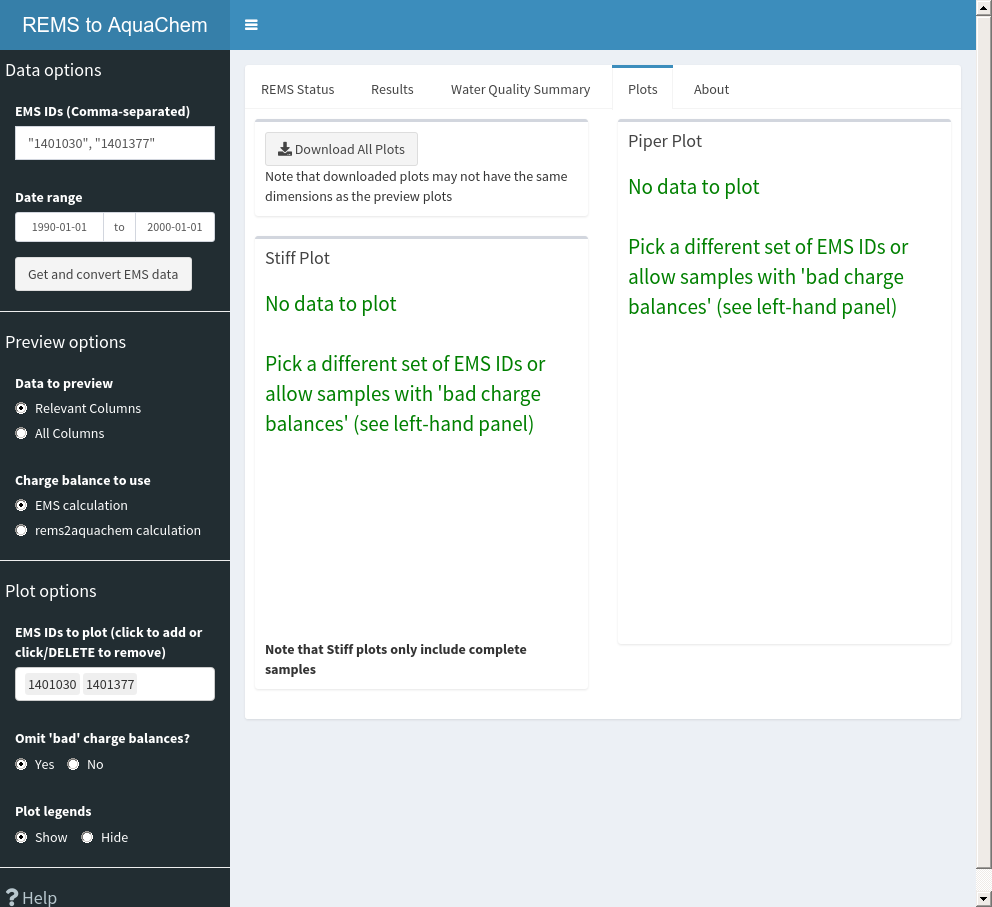 REMS to AquaChem
Data options
EMS IDs (Comma-separated)
"1401030", "1401377"
Date range
1990-01-01 to 2000-01-01
Get and convert EMS data
Preview options
Data to preview
Relevant Columns
All Columns
Charge balance to use
EMS calculation
rems2aquachem calculation
Plot options
EMS IDs to plot (click to add or
click/DELETE to remove)
1401030 1401377
Omit 'bad' charge balances?
Yes No
Plot legends
Show Hide
? Help
REMS Status Results Water Quality Summary Plots About
Download All Plots
Note that downloaded plots may not have the same
dimensions as the preview plots
Stiff Plot
No data to plot
Pick a different set of EMS IDs or
allow samples with 'bad charge
balances' (see left-hand panel)
Note that Stiff plots only include complete
samples
Piper Plot
No data to plot
Pick a different set of EMS IDs or
allow samples with 'bad charge
balances' (see left-hand panel)